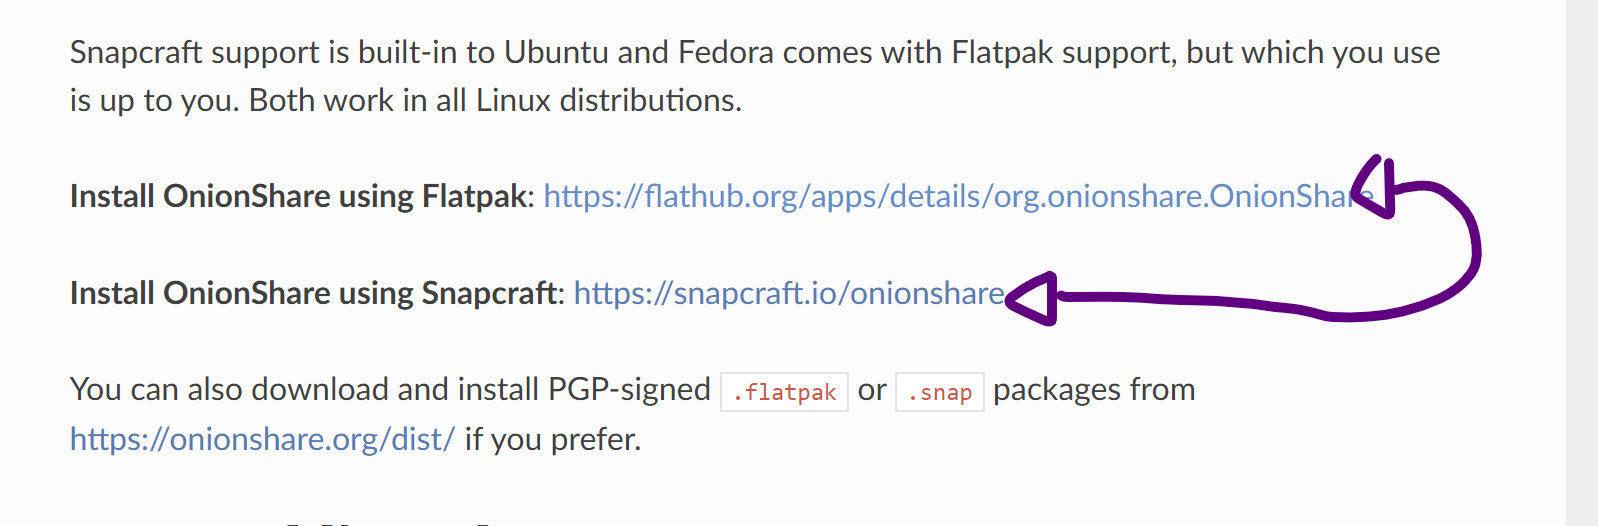 Snapcraft support is built-in to Ubuntu and Fedora comes with Flatpak support, but which you use
is up to you. Both work in all Linux distributions.
Install OnionShare using Flatpak: https://flathub.org/apps/details/org.onionshare.OnionShare
Install OnionShare using Snapcraft: https://snapcraft.io/onionshare
You can also download and install PGP-signed .flatpak or .snap packages from
https://onionshare.org/dist/ if you prefer.